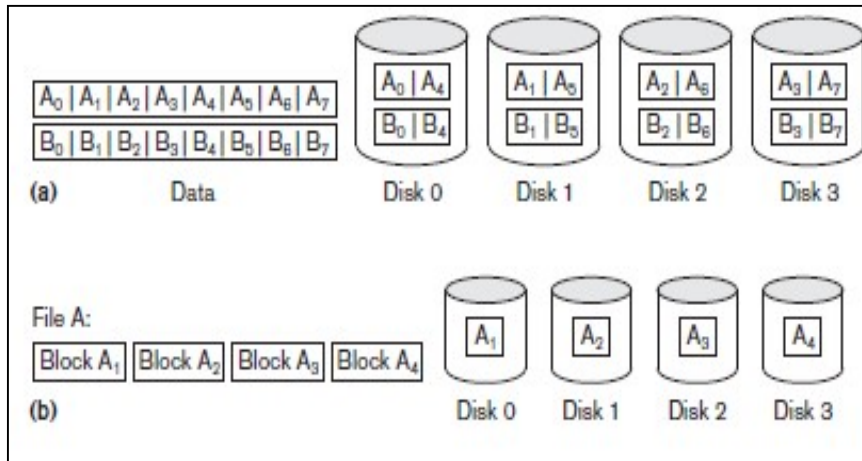 A₀ | A₁ | A₂ | A₃ | A₄ | A₅ | A₆ | A₇
B₀ | B₁ | B₂ | B₃ | B₄ | B₅ | B₆ | B₇
A₀ | A₄
B₀ | B₄
A₁ | A₅
B₁ | B₅
A₂ | A₆
B₂ | B₆
A₃ | A₇
B₃ | B₇
(a) Data Disk 0 Disk 1 Disk 2 Disk 3
File A:
Block A₁ Block A₂ Block A₃ Block A₄
A₁ A₂ A₃ A₄
(b) Disk 0 Disk 1 Disk 2 Disk 3